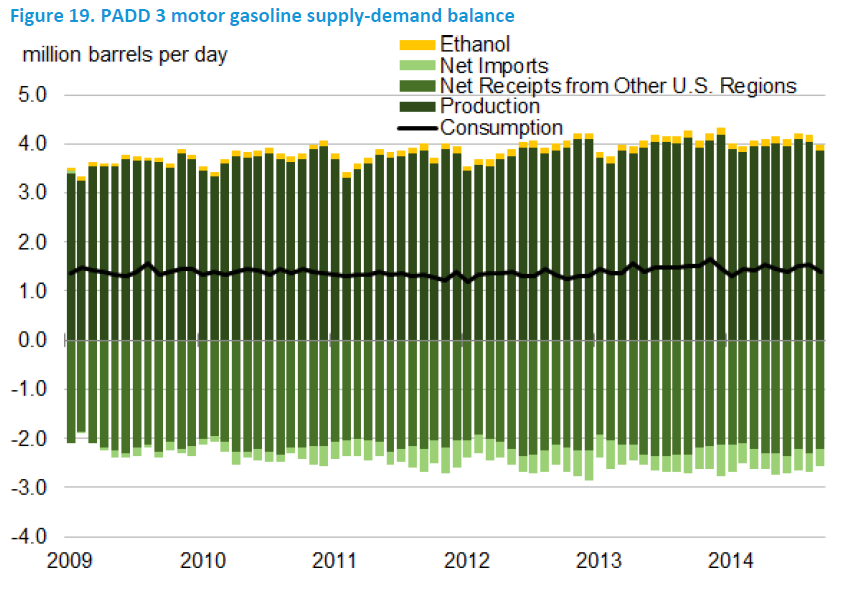 Figure 19. PADD 3 motor gasoline supply-demand balance
million barrels per day
Ethanol
Net Imports
Net Receipts from Other U.S. Regions
Production
Consumption
5.0
4.0
3.0
2.0
1.0
0.0
-1.0
-2.0
-3.0
-4.0
2009 2010 2011 2012 2013 2014